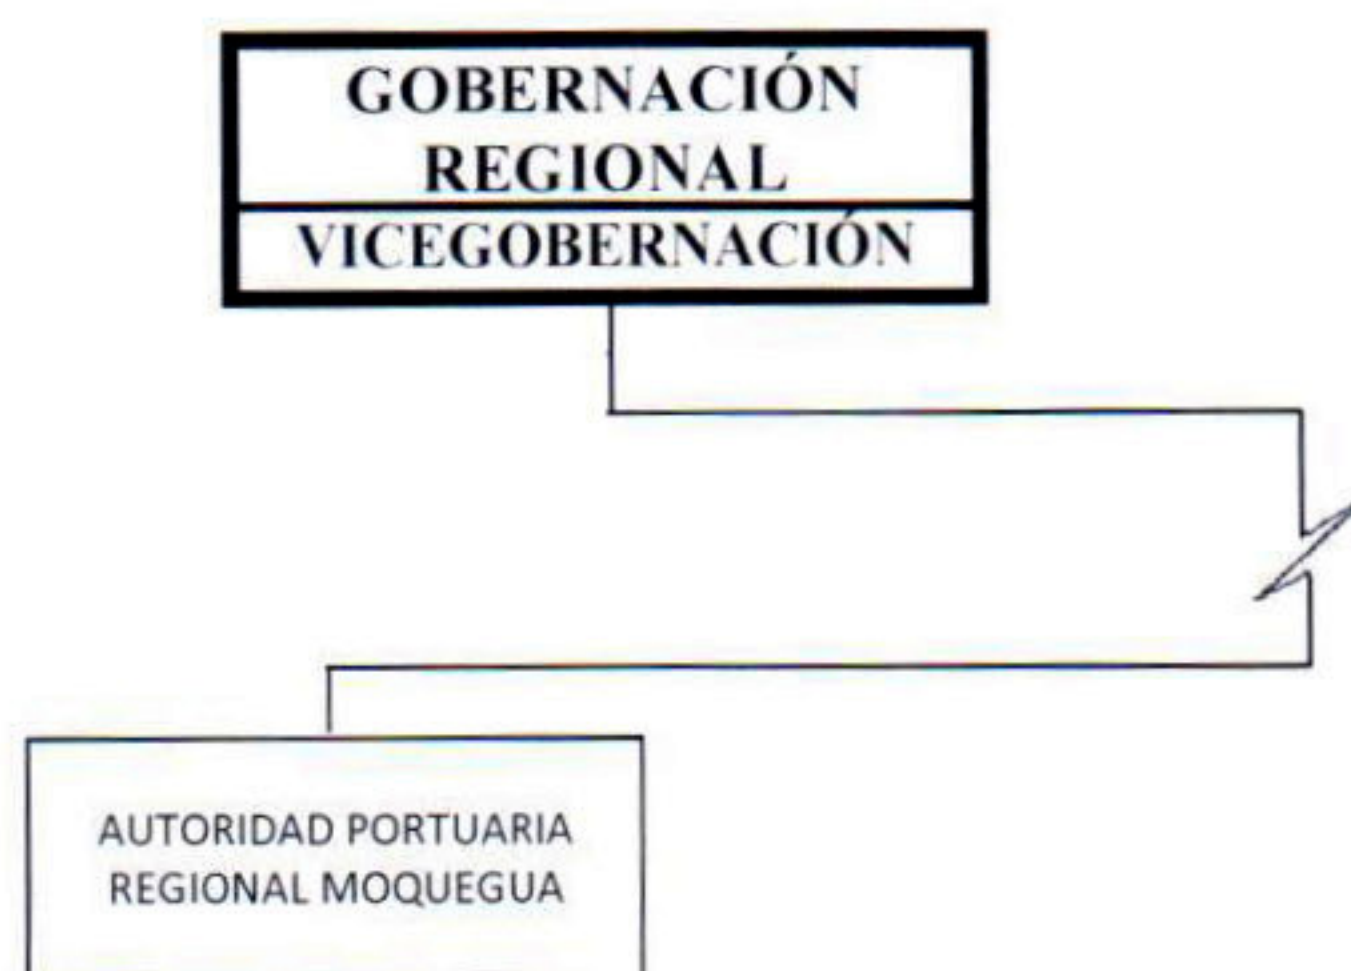 GOBERNACIÓN
REGIONAL
VICEGOBERNACIÓN
AUTORIDAD PORTUARIA
REGIONAL MOQUEGUA